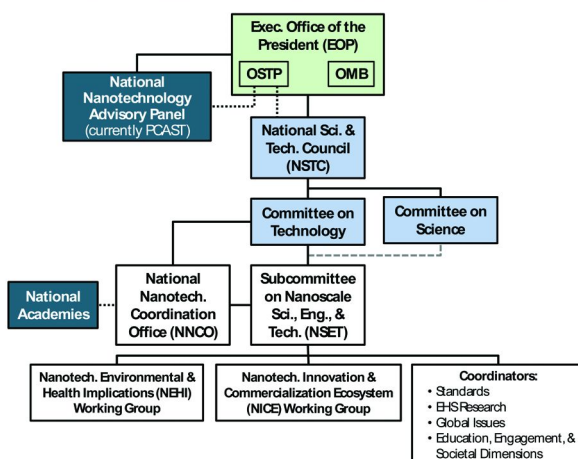 Exec. Office of the
President (EOP)
OSTP
OMB
National
Nanotechnology
Advisory Panel
(currently PCAST)
National Sci. &
Tech. Council
(NSTC)
Committee on
Technology
Committee on
Science
National
Academies
National
Nanotech.
Coordination
Office (NNCO)
Subcommittee
on Nanoscale
Sci., Eng., &
Tech. (NSET)
Nanotech. Environmental &
Health Implications (NEHI)
Working Group
Nanotech. Innovation &
Commercialization Ecosystem
(NICE) Working Group
Coordinators:
• Standards
• EHS Research
• Global Issues
• Education, Engagement, &
Societal Dimensions